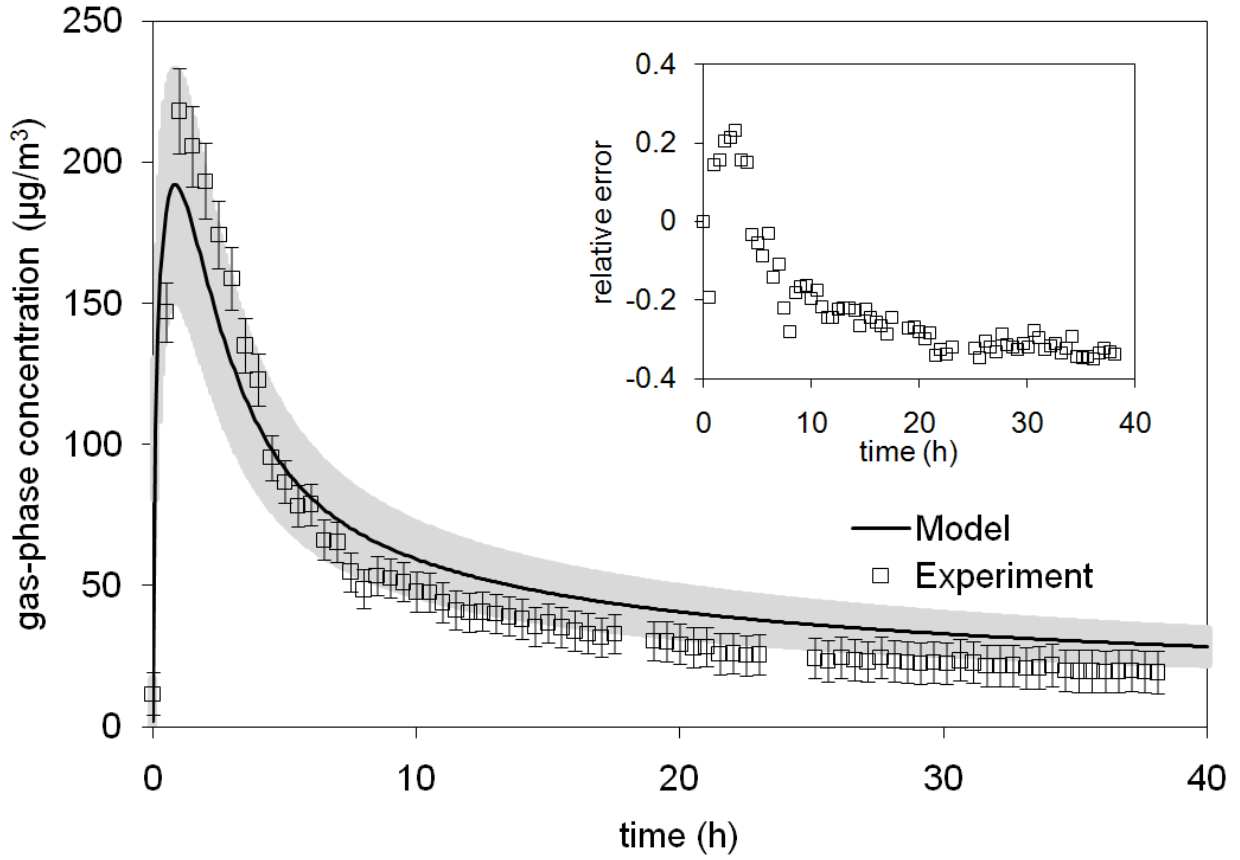 250
200
150
100
50
0
gas-phase concentration (µg/m³)
0 10 20 30 40
time (h)
0.4
0.2
0
-0.2
-0.4
relative error
0 10 20 30 40
time (h)
Model
Experiment